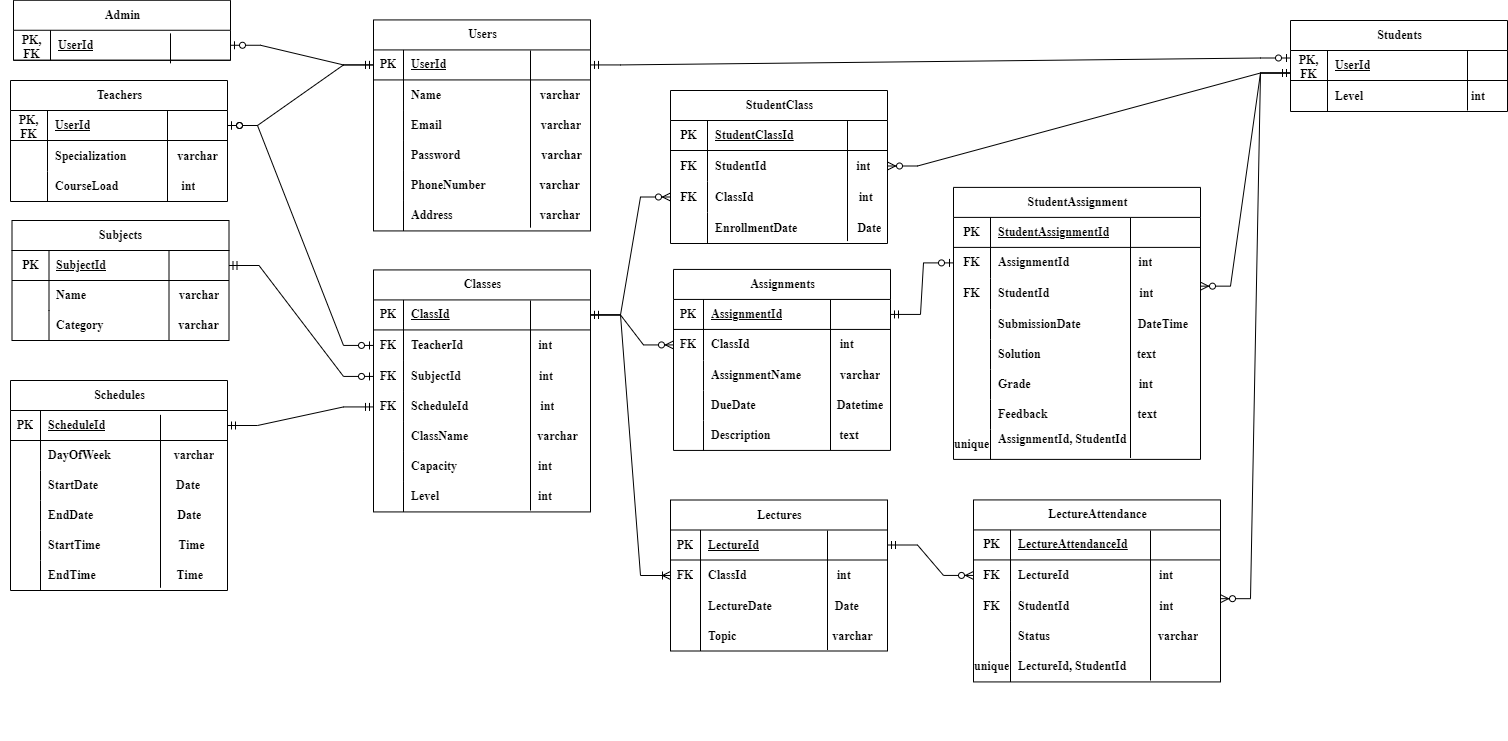 Admin
PK, FK UserId
Teachers
PK, FK UserId
Specialization varchar
CourseLoad int
Subjects
PK SubjectId
Name varchar
Category varchar
Schedules
PK ScheduleId
DayOfWeek varchar
StartDate Date
EndDate Date
StartTime Time
EndTime Time
Users
PK UserId
Name varchar
Email varchar
Password varchar
PhoneNumber varchar
Address varchar
Classes
PK ClassId
FK TeacherId int
FK SubjectId int
FK ScheduleId int
ClassName varchar
Capacity int
Level int
StudentClass
PK StudentClassId
FK StudentId int
FK ClassId int
EnrollmentDate Date
Assignments
PK AssignmentId
FK ClassId int
AssignmentName varchar
DueDate Datetime
Description text
Lectures
PK LectureId
FK ClassId int
LectureDate Date
Topic varchar
StudentAssignment
PK StudentAssignmentId
FK AssignmentId int
FK StudentId int
SubmissionDate DateTime
Solution text
Grade int
Feedback text
unique AssignmentId, StudentId
LectureAttendance
PK LectureAttendanceId
FK LectureId int
FK StudentId int
Status varchar
unique LectureId, StudentId
Students
PK, FK UserId
Level int